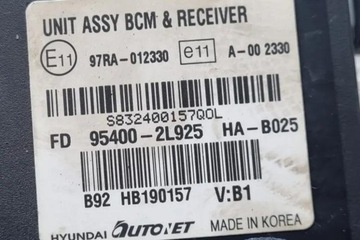 UNIT ASSY BCM & RECEIVER
E11 97RA-012330 e11 A-00 2330
S832400157QOL
FD 95400-2L925 HA-B025
B92 HB190157 V:B1
HYUNDAI AUTONET MADE IN KOREA